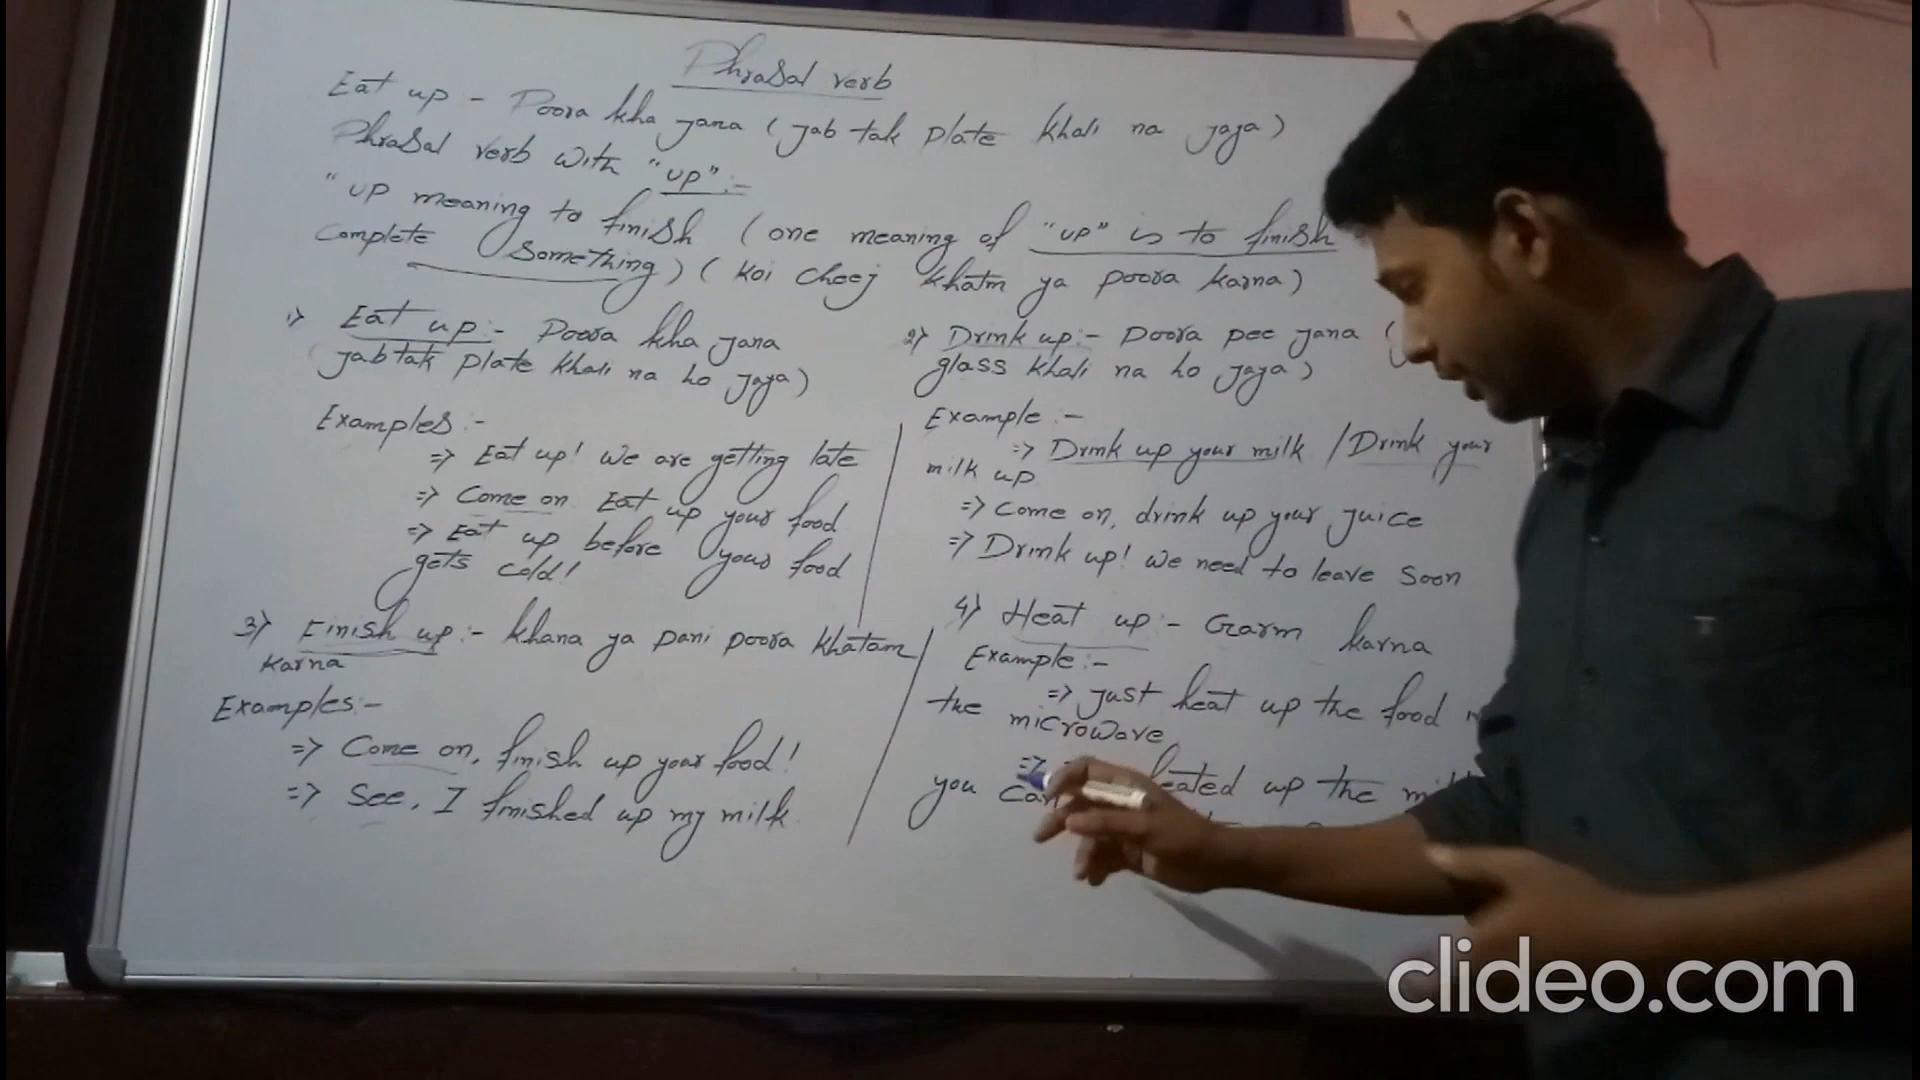 Phrasal verb
Eat up - Poora kha jana (jab tak plate khali na jaja)
Phrasal verb with "up":-
"up meaning to finish (one meaning of "up" is to finish
complete something) (koi cheej khatm ya poora karna)
1) Eat up:- Poora kha jana
jabtak plate khali na ho jaya)
Examples:-
=> Eat up! we are getting late
=> Come on Eat up your food
=> Eat up before your food
gets cold!
2) Drink up:- poora pee jana (
glass khali na ho jaya)
Example:-
=> Drink up your milk / Drink your
milk up
=> Come on, drink up your juice
=> Drink up! we need to leave soon
3) Finish up:- khana ya pani poora khatam
karna
Examples:-
=> Come on, finish up your food!
=> See, I finished up my milk
4) Heat up:- Garm karna
Example:-
=> just heat up the food
the microwave
=> heated up the
you can
clideo.com